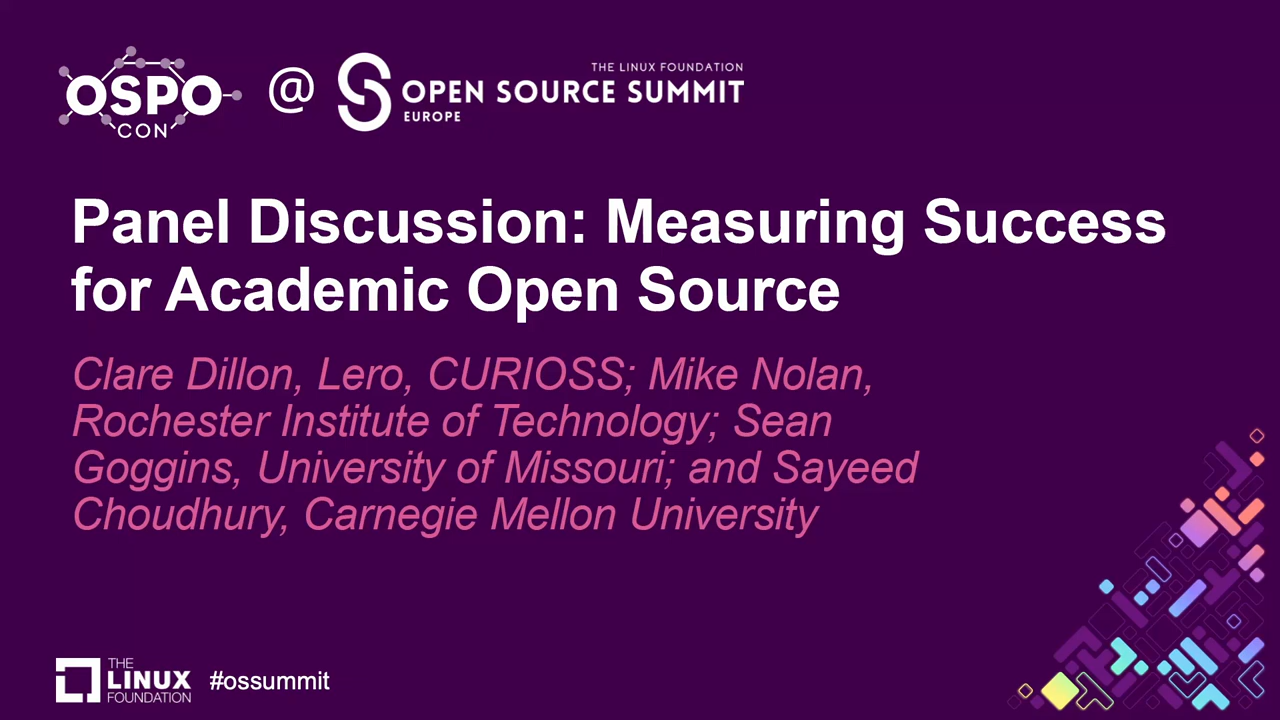 OSPO
CON
@
THE LINUX FOUNDATION
OPEN SOURCE SUMMIT
EUROPE
Panel Discussion: Measuring Success
for Academic Open Source
Clare Dillon, Lero, CURIOSS; Mike Nolan,
Rochester Institute of Technology; Sean
Goggins, University of Missouri; and Sayeed
Choudhury, Carnegie Mellon University
THE
LINUX
FOUNDATION
#ossummit